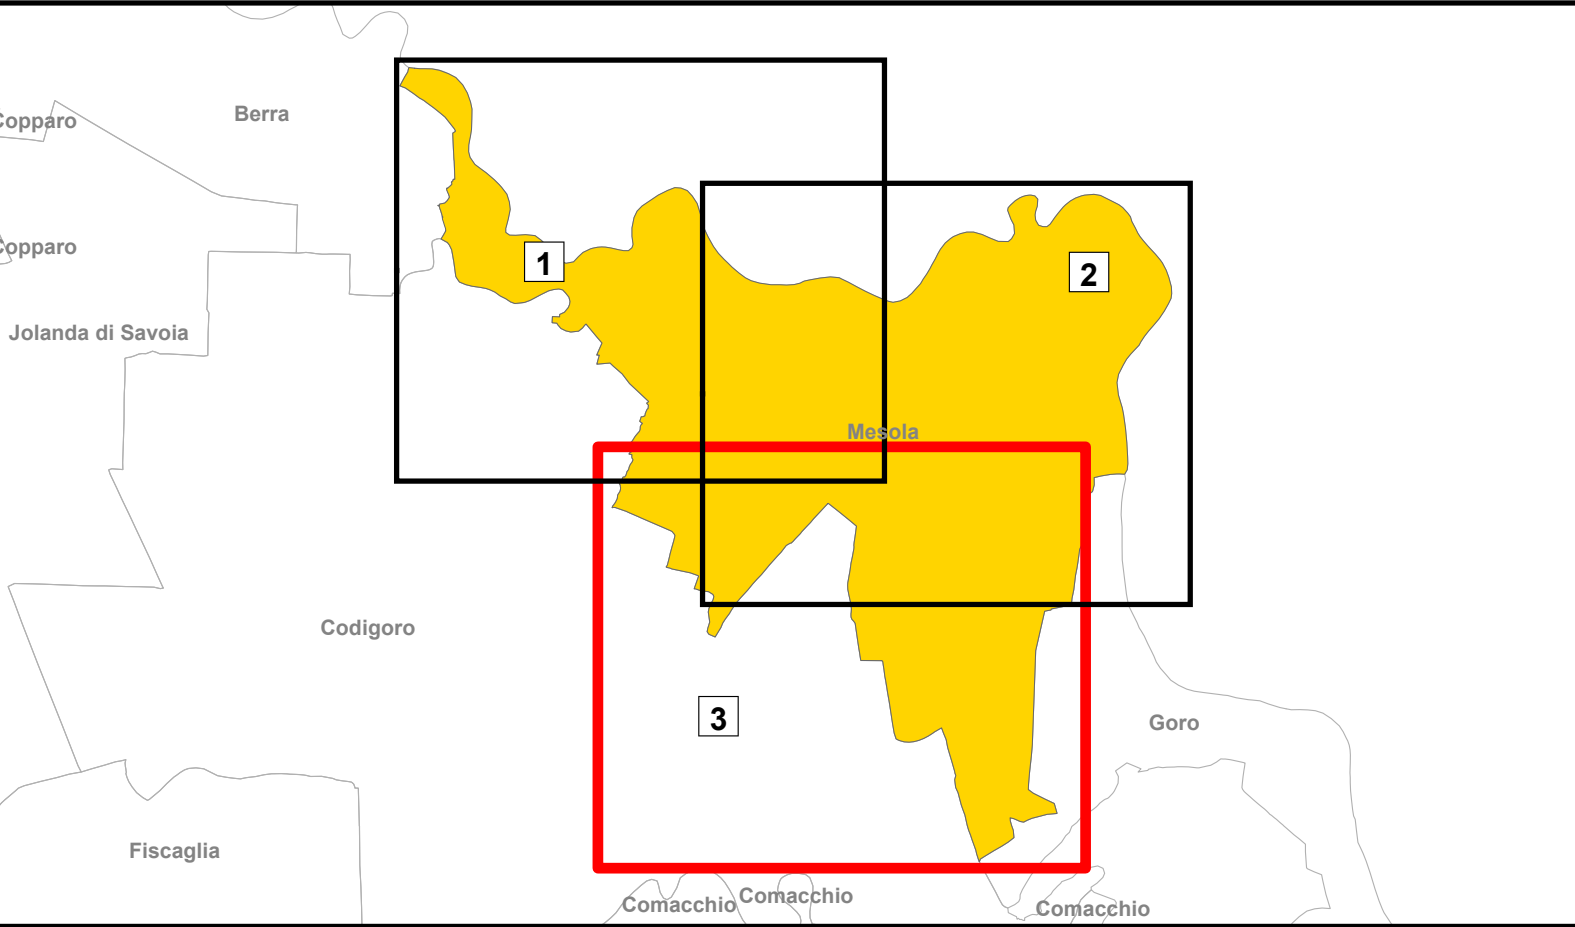 Berra
Copparo
Copparo
1
2
Jolanda di Savoia
Mesola
Codigoro
3
Goro
Fiscaglia
Comacchio
Comacchio
Comacchio